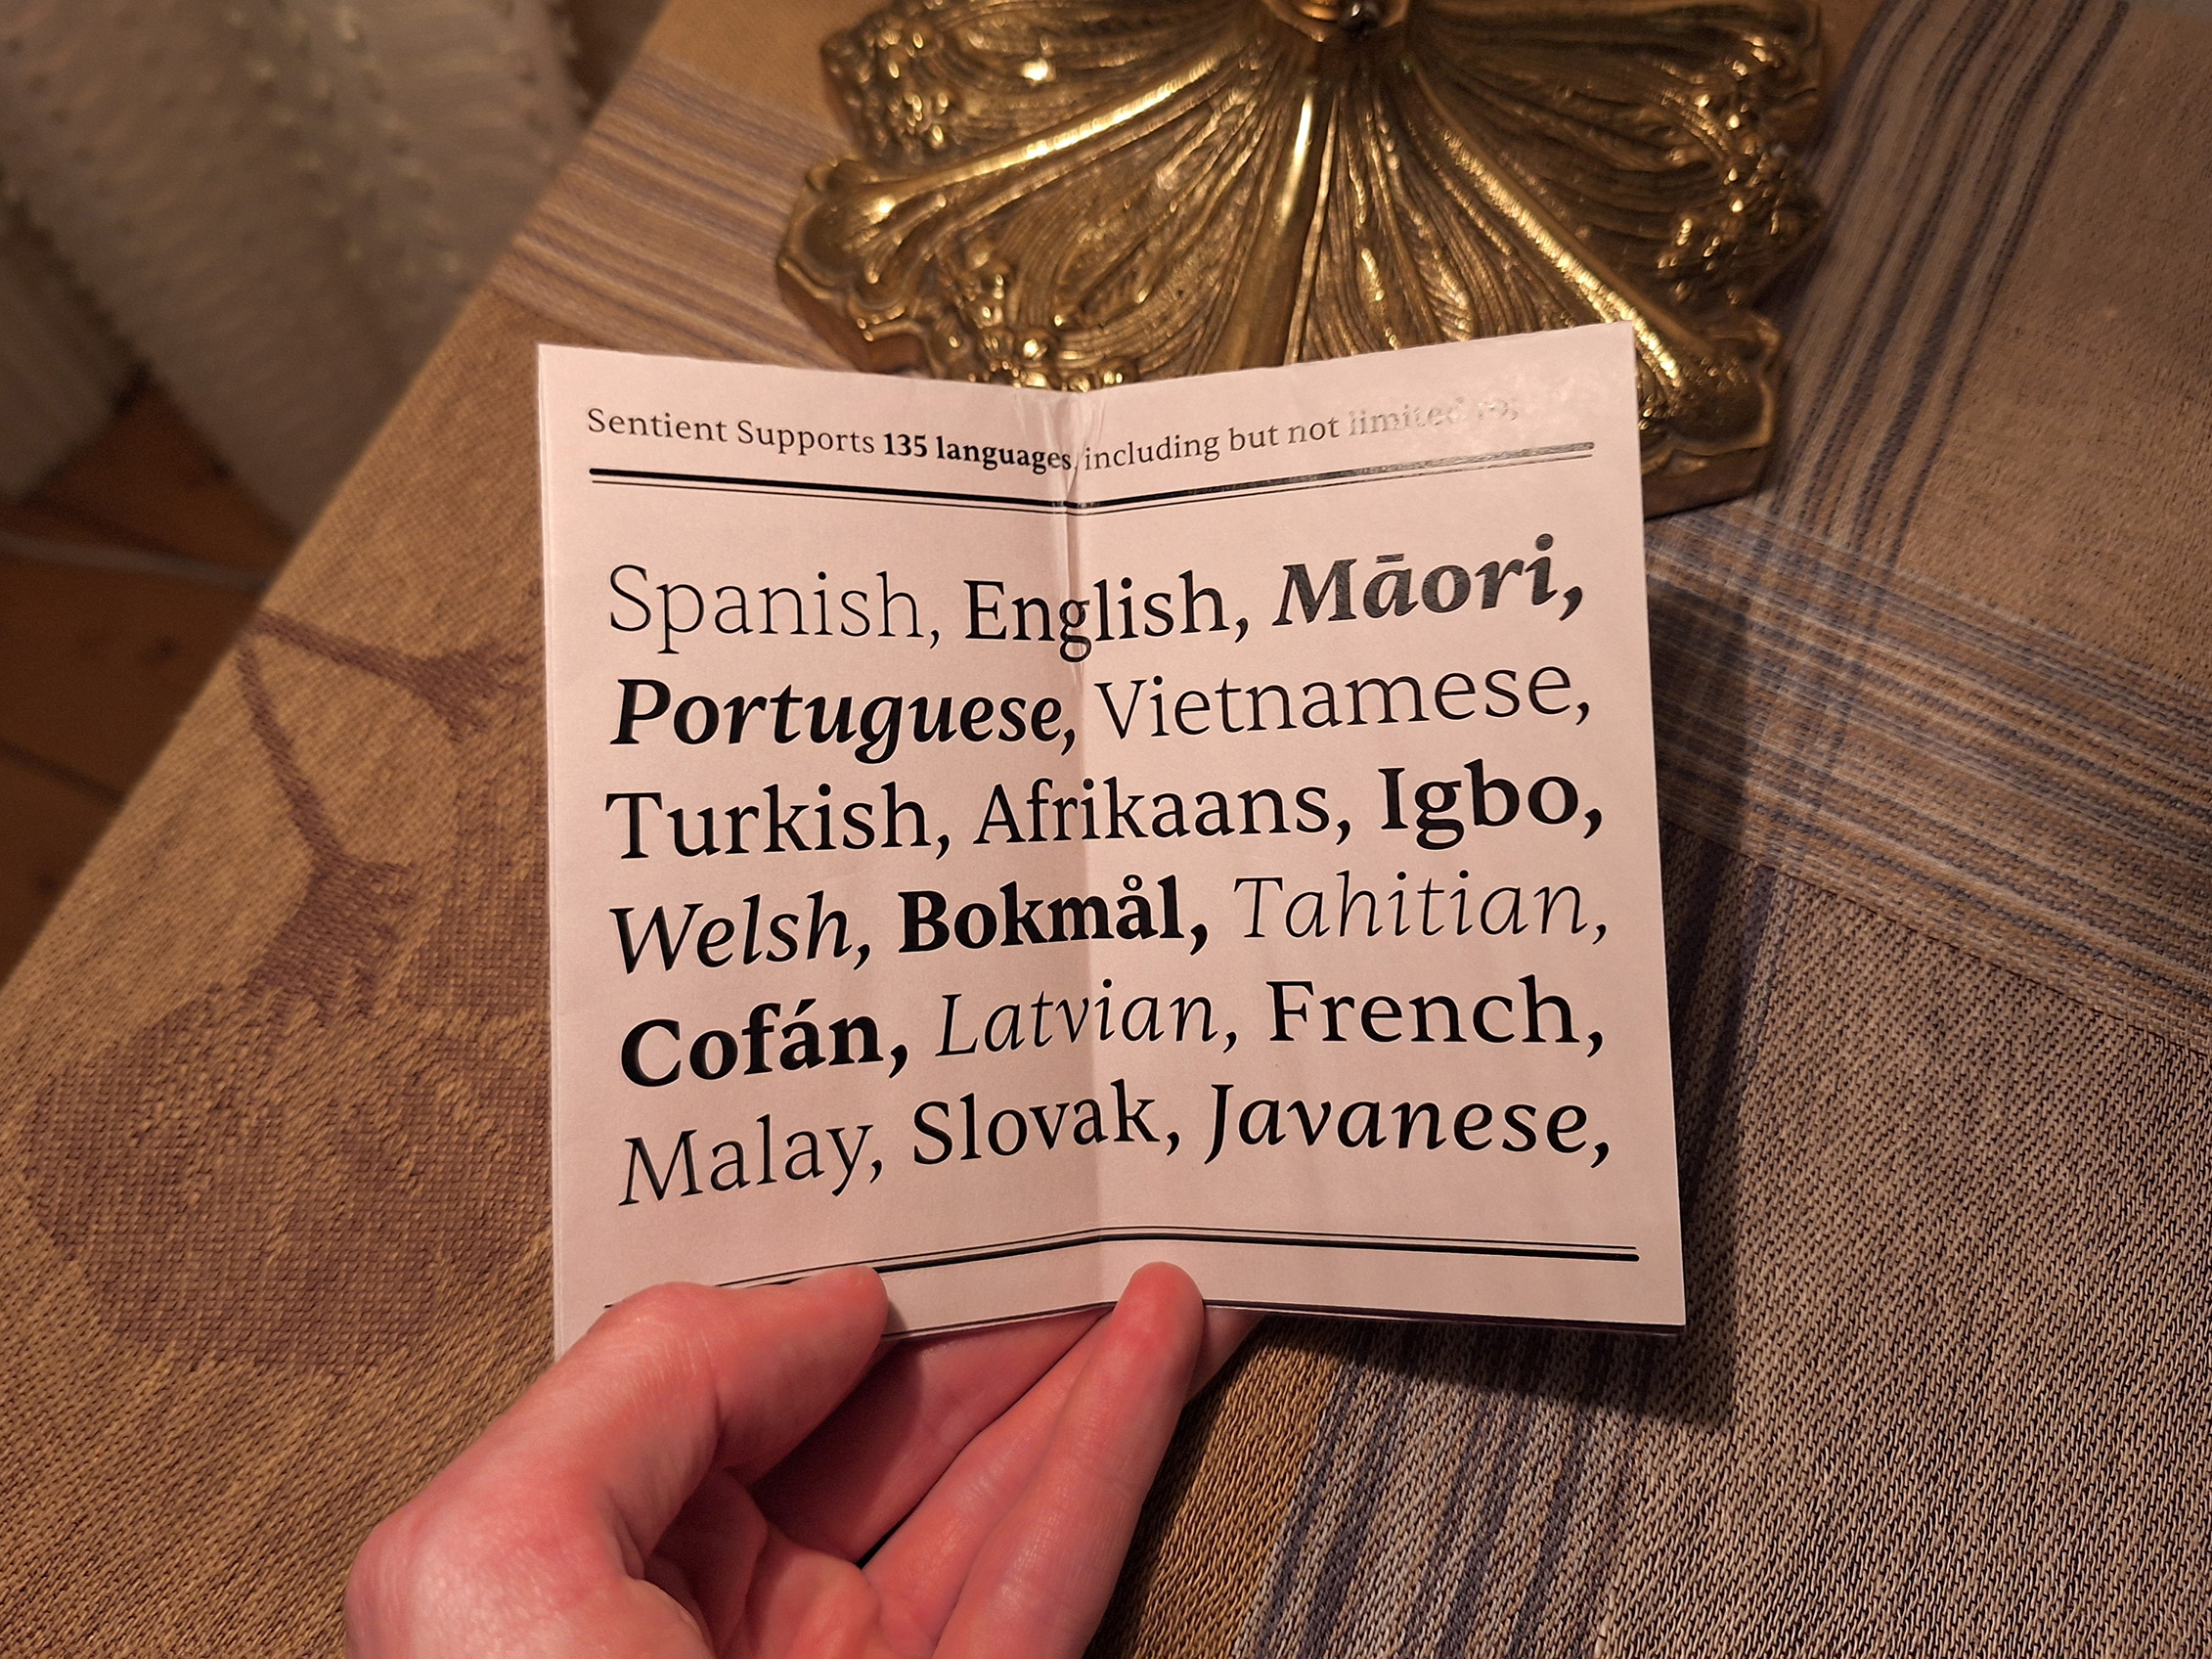 Sentient Supports 135 languages, including but not limited to;
Spanish, English, Māori,
Portuguese, Vietnamese,
Turkish, Afrikaans, Igbo,
Welsh, Bokmål, Tahitian,
Cofán, Latvian, French,
Malay, Slovak, Javanese,